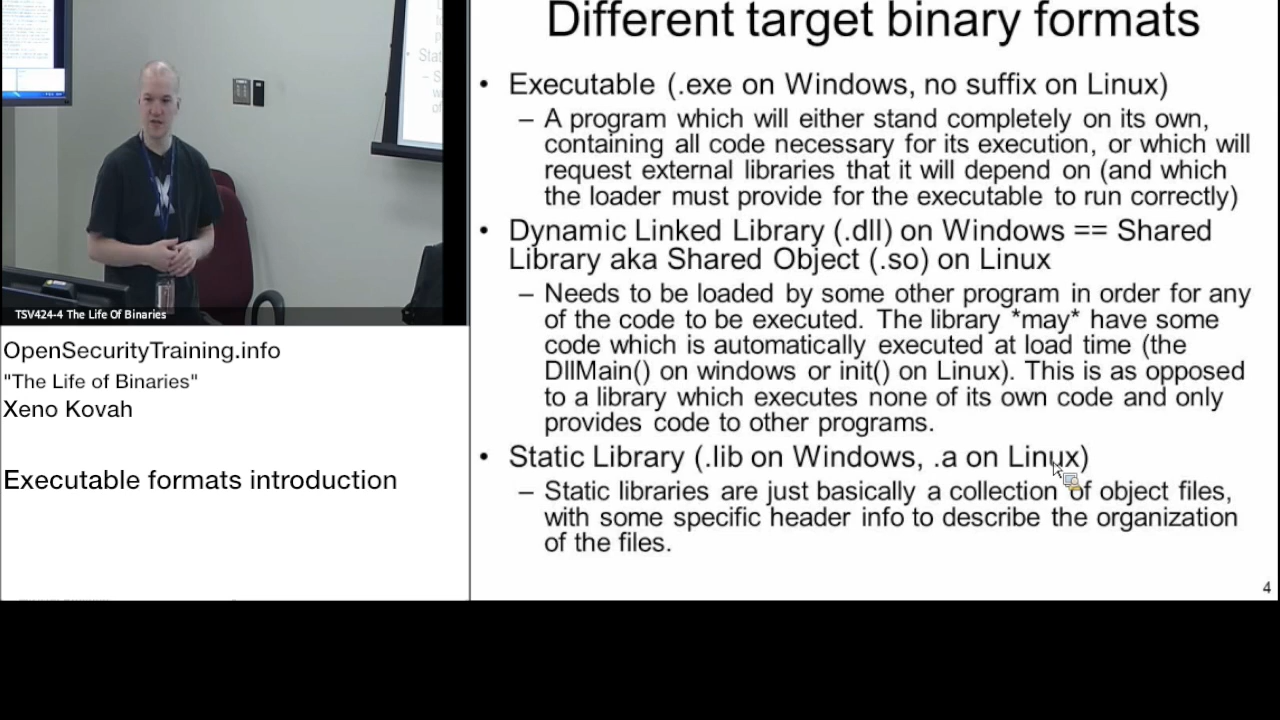 Different target binary formats
• Executable (.exe on Windows, no suffix on Linux)
– A program which will either stand completely on its own,
containing all code necessary for its execution, or which will
request external libraries that it will depend on (and which
the loader must provide for the executable to run correctly)
• Dynamic Linked Library (.dll) on Windows == Shared
Library aka Shared Object (.so) on Linux
– Needs to be loaded by some other program in order for any
of the code to be executed. The library *may* have some
code which is automatically executed at load time (the
DllMain() on windows or init() on Linux). This is as opposed
to a library which executes none of its own code and only
provides code to other programs.
• Static Library (.lib on Windows, .a on Linux)
– Static libraries are just basically a collection of object files,
with some specific header info to describe the organization
of the files.
4
TSV424-4 The Life Of Binaries
OpenSecurityTraining.info
"The Life of Binaries"
Xeno Kovah
Executable formats introduction